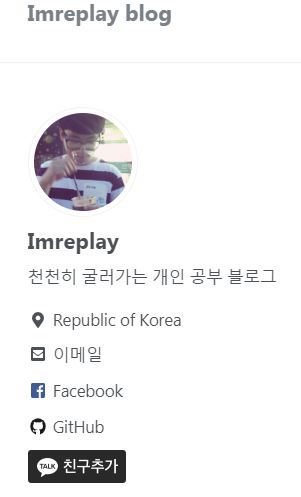 Imreplay blog
Imreplay
천천히 굴러가는 개인 공부 블로그
Republic of Korea
이메일
Facebook
GitHub
TALK 친구추가